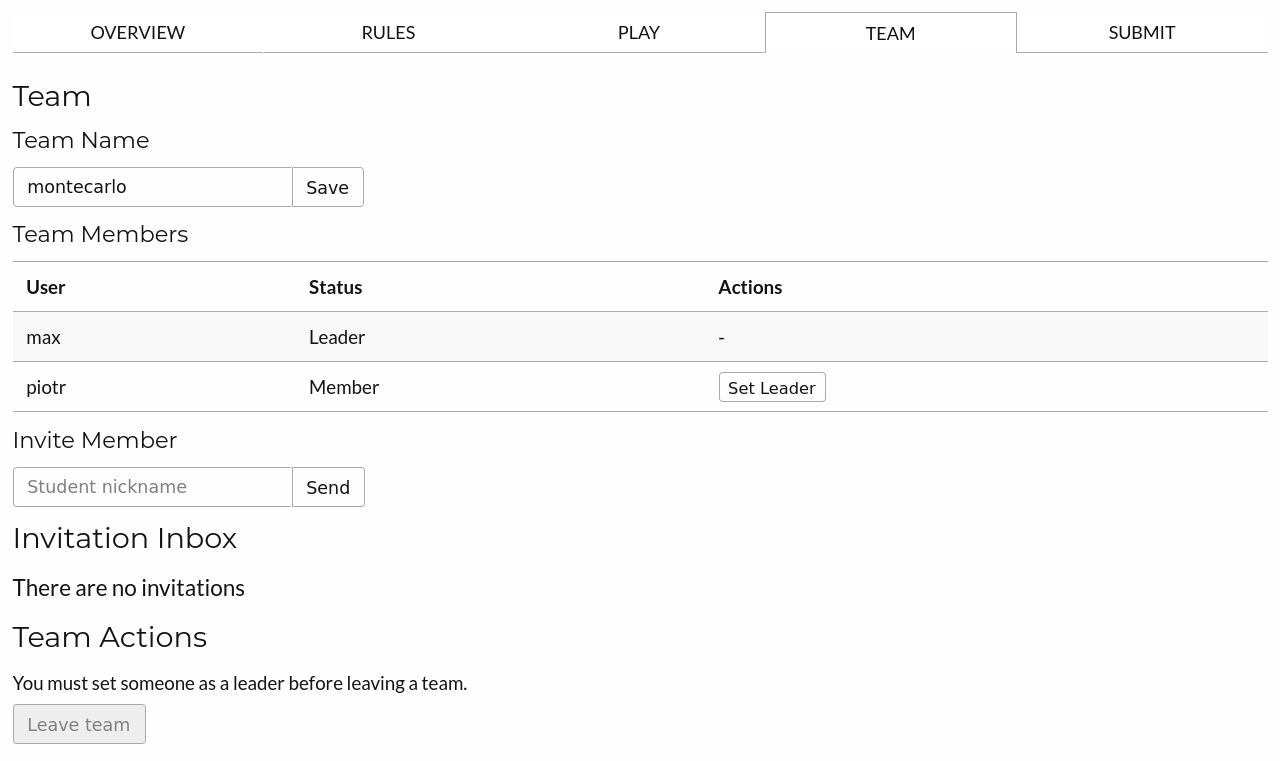 OVERVIEW RULES PLAY TEAM SUBMIT
Team
Team Name
montecarlo Save
Team Members
User Status Actions
max Leader -
piotr Member Set Leader
Invite Member
Student nickname Send
Invitation Inbox
There are no invitations
Team Actions
You must set someone as a leader before leaving a team.
Leave team